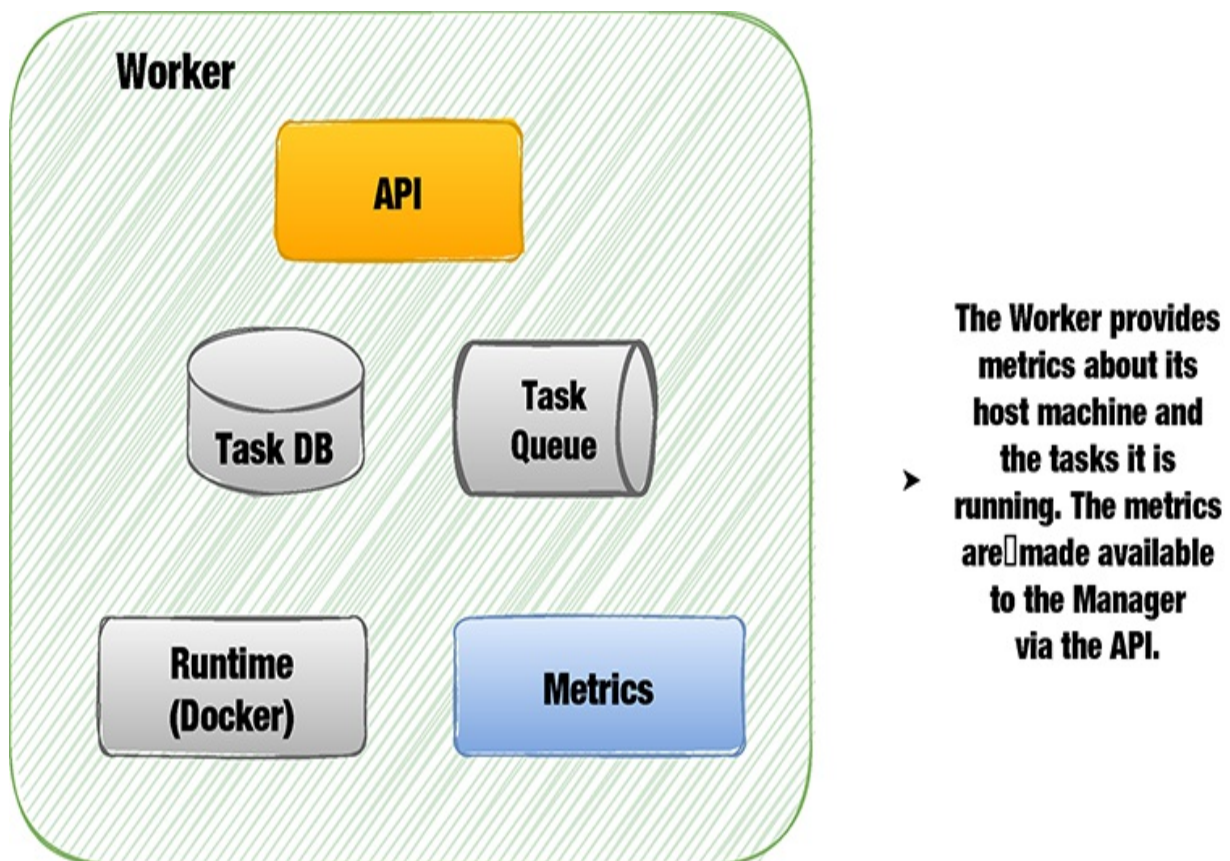 Worker
API
Task DB
Task
Queue
Runtime
(Docker)
Metrics
The Worker provides
metrics about its
host machine and
the tasks it is
running. The metrics
are▯made available
to the Manager
via the API.